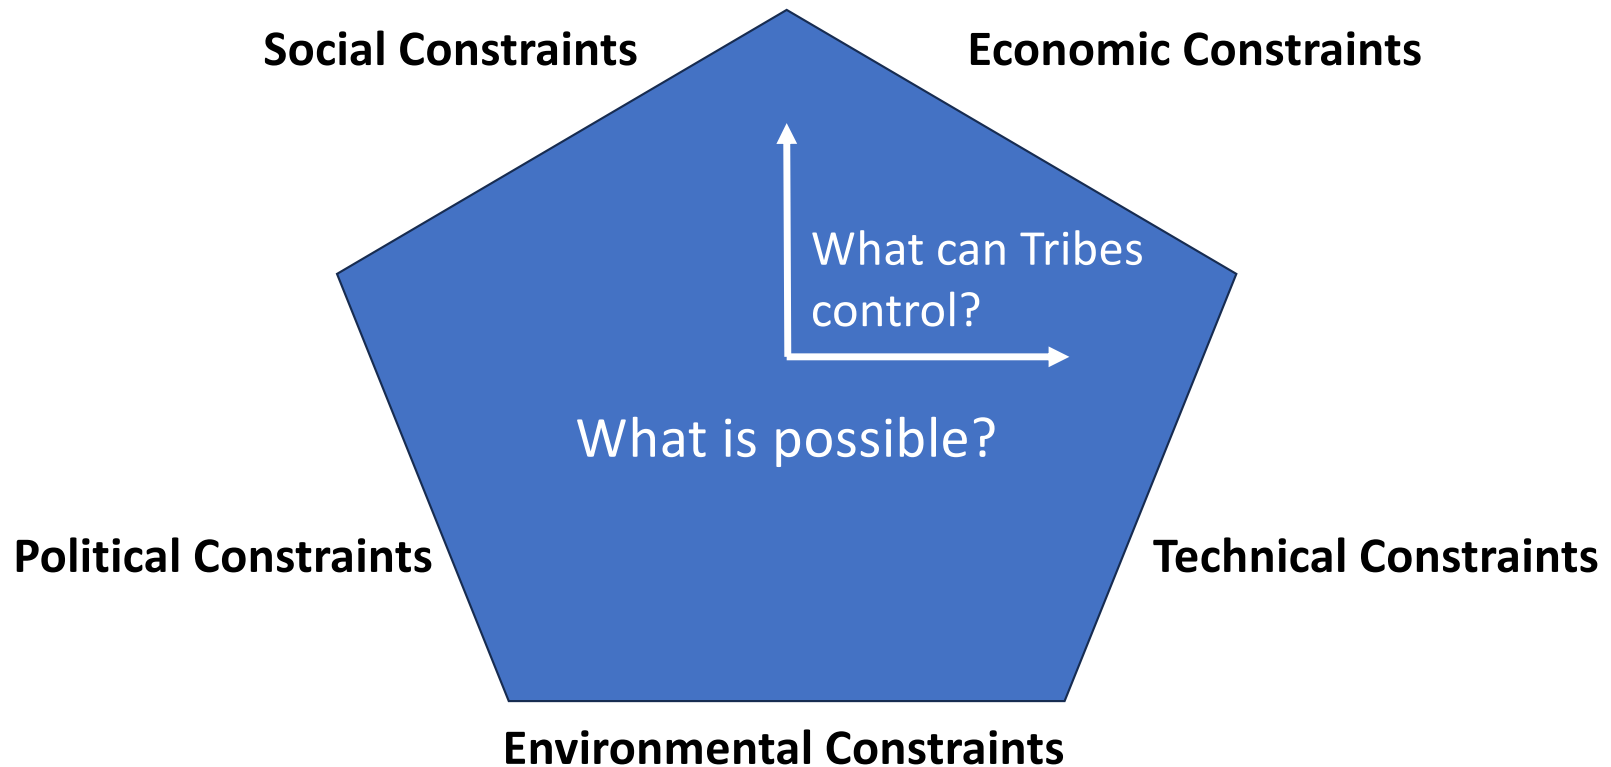 Social Constraints
Economic Constraints
What can Tribes
control?
What is possible?
Political Constraints
Technical Constraints
Environmental Constraints